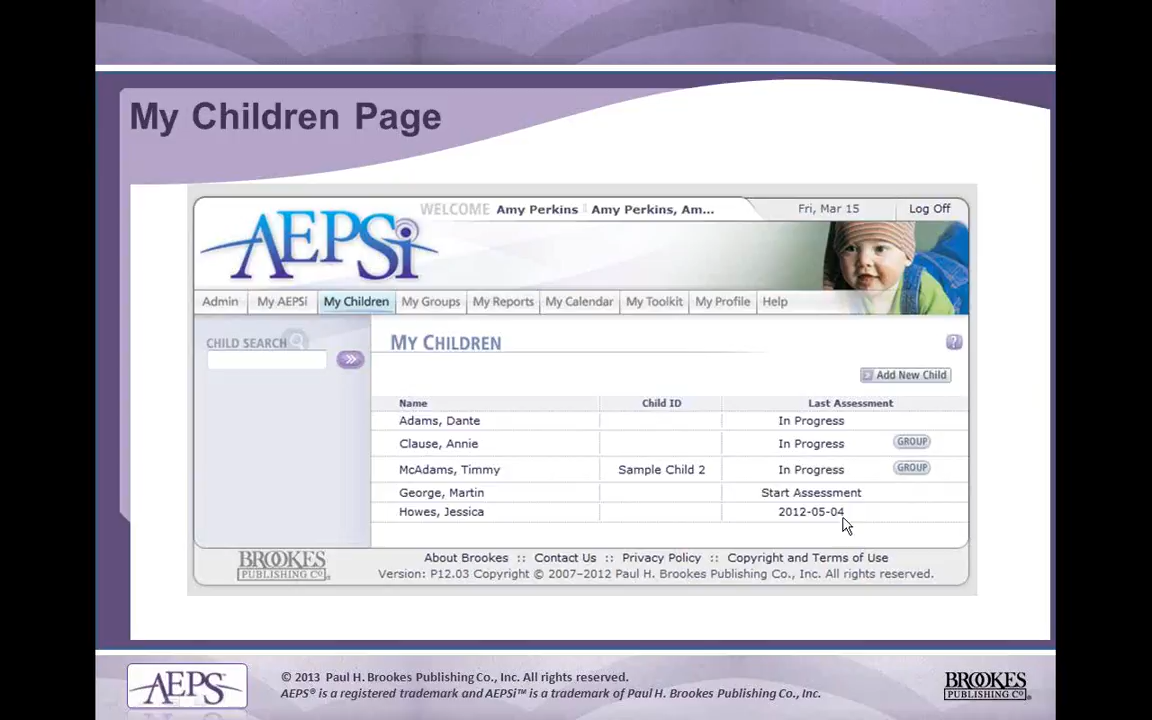 My Children Page
WELCOME Amy Perkins Amy Perkins, Am... Fri, Mar 15 Log Off
AEPSi
Admin My AEPSi My Children My Groups My Reports My Calendar My Toolkit My Profile Help
CHILD SEARCH
MY CHILDREN ?
Add New Child
Name Child ID Last Assessment
Adams, Dante In Progress
Clause, Annie In Progress GROUP
McAdams, Timmy Sample Child 2 In Progress GROUP
George, Martin Start Assessment
Howes, Jessica 2012-05-04
BROOKES
PUBLISHING CO
About Brookes :: Contact Us :: Privacy Policy :: Copyright and Terms of Use
Version: P12.03 Copyright © 2007-2012 Paul H. Brookes Publishing Co., Inc. All rights reserved.
AEPS
© 2013 Paul H. Brookes Publishing Co., Inc. All rights reserved.
AEPS® is a registered trademark and AEPSi™ is a trademark of Paul H. Brookes Publishing Co., Inc.
BROOKES
PUBLISHING CO